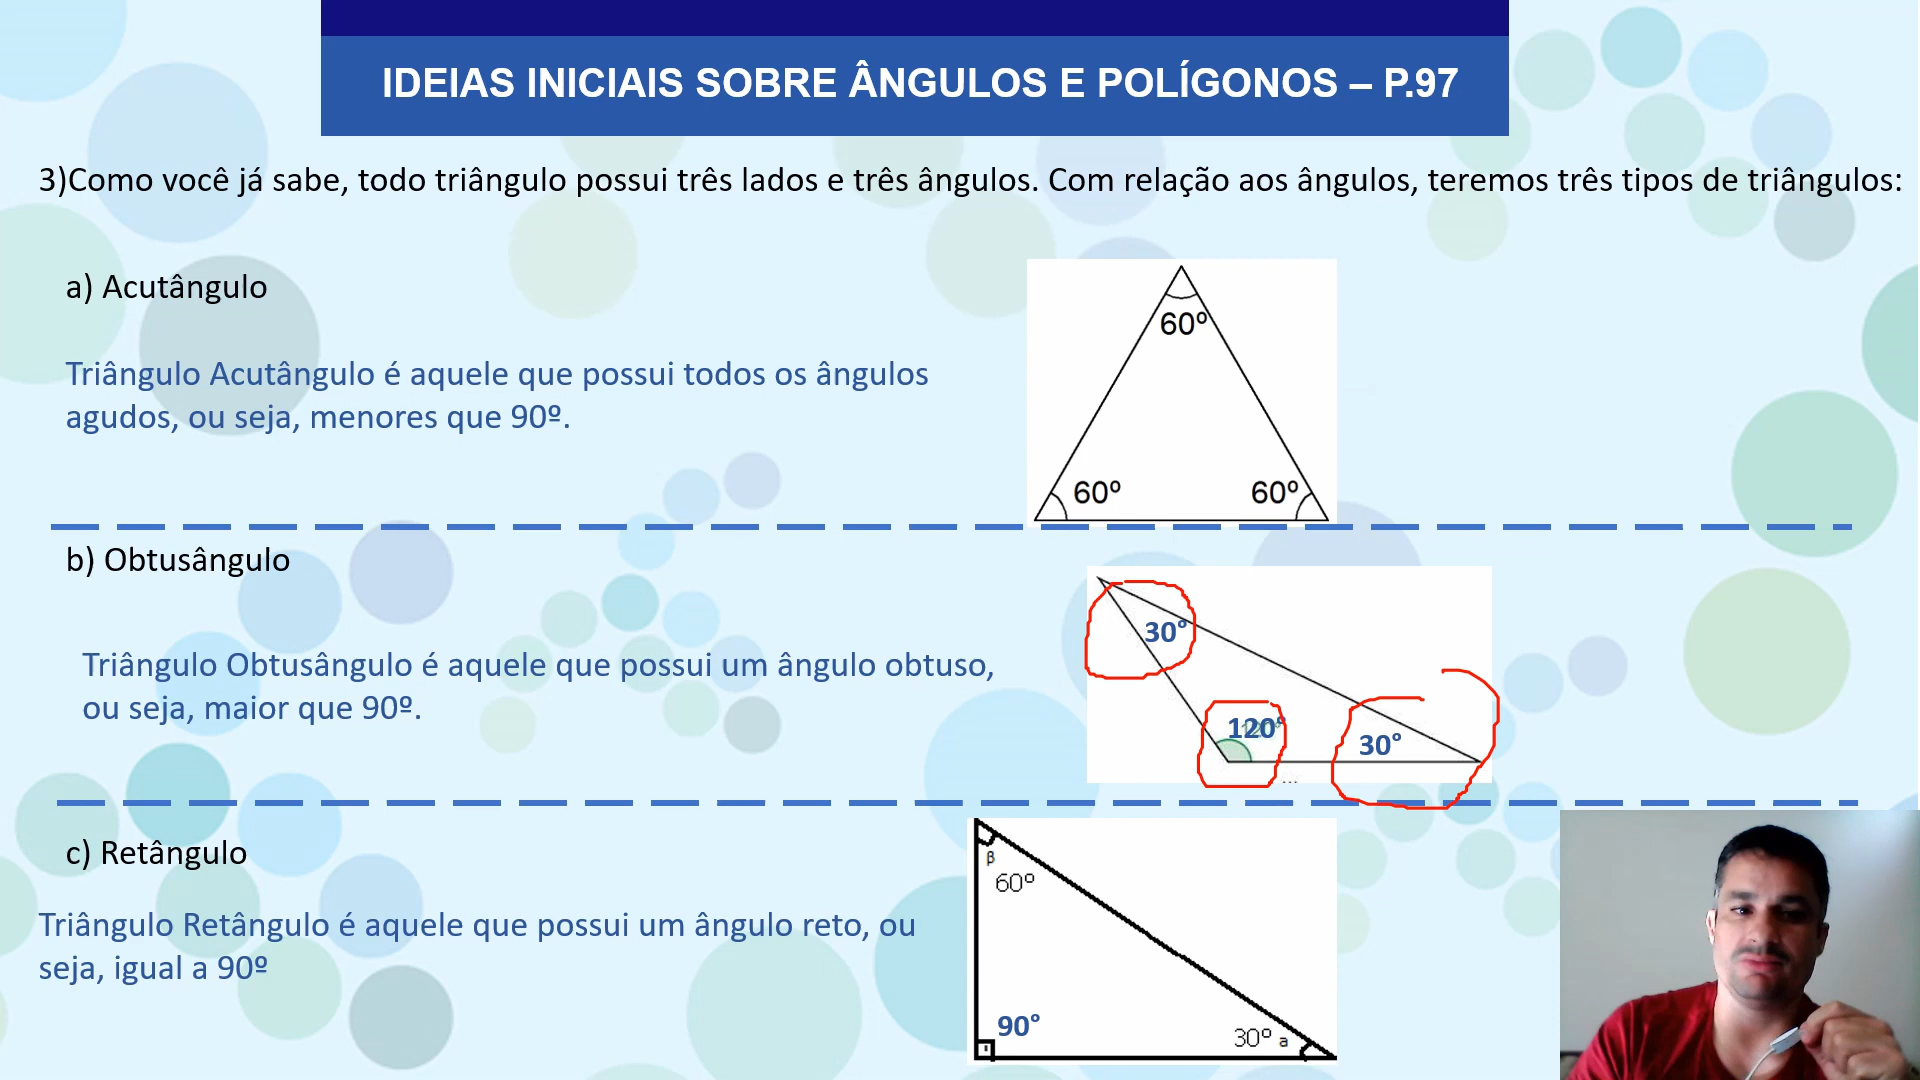 IDEIAS INICIAIS SOBRE ÂNGULOS E POLÍGONOS – P.97
3)Como você já sabe, todo triângulo possui três lados e três ângulos. Com relação aos ângulos, teremos três tipos de triângulos:
a) Acutângulo
Triângulo Acutângulo é aquele que possui todos os ângulos
agudos, ou seja, menores que 90º.
60º
60º
60º
b) Obtusângulo
Triângulo Obtusângulo é aquele que possui um ângulo obtuso,
ou seja, maior que 90º.
30°
120°
30°
...
c) Retângulo
Triângulo Retângulo é aquele que possui um ângulo reto, ou
seja, igual a 90º
β
60º
90°
30º a